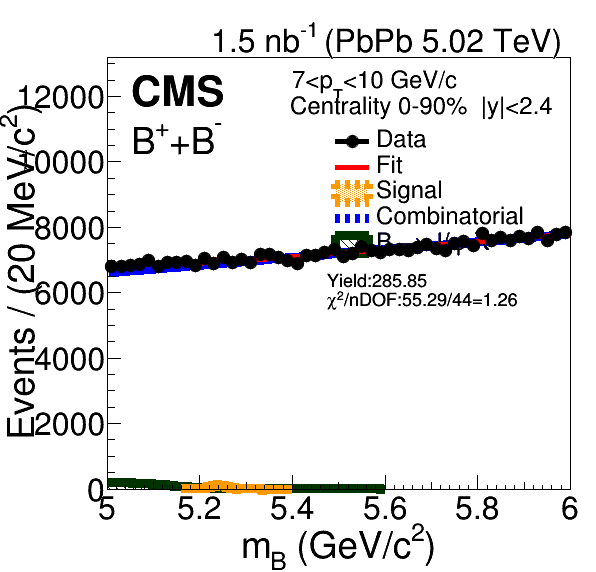 1.5 nb⁻¹ (PbPb 5.02 TeV)
CMS
B⁺+B⁻
7<p_T<10 GeV/c
Centrality 0-90% |y|<2.4
Data
Fit
Signal
Combinatorial
B
Yield:285.85
χ²/nDOF:55.29/44=1.26
Events / (20 MeV/c²)
12000
10000
8000
6000
4000
2000
0
5 5.2 5.4 5.6 5.8 6
m_B (GeV/c²)